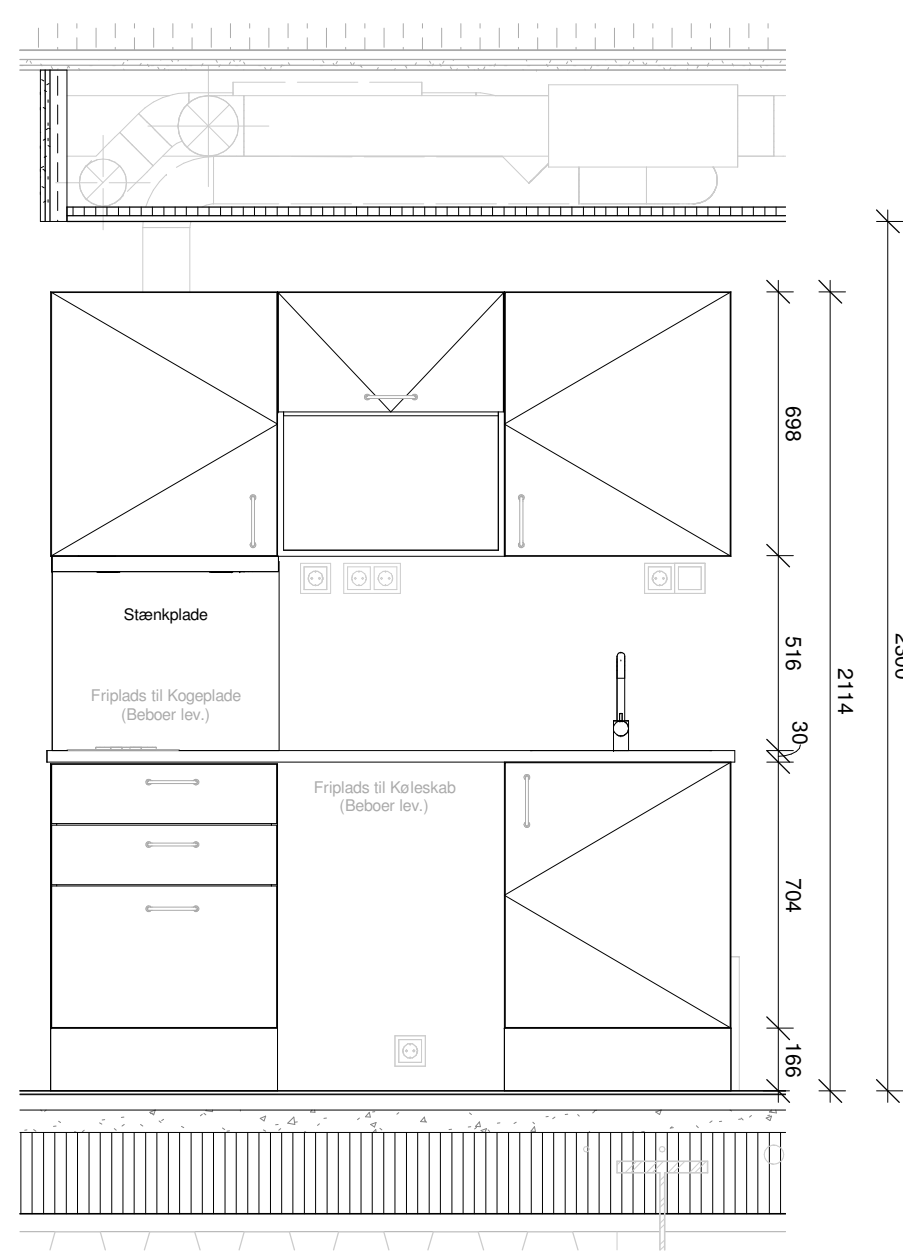 698
Stænkplade
516
2114
Friplads til Kogeplade
(Beboer lev.)
30
Friplads til Køleskab
(Beboer lev.)
704
166